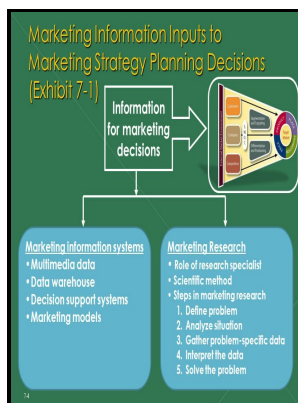 Marketing Information Inputs to
Marketing Strategy Planning Decisions
(Exhibit 7-1)
Information
for marketing
decisions
Marketing information systems
• Multimedia data
• Data warehouse
• Decision support systems
• Marketing models
Marketing Research
• Role of research specialist
• Scientific method
• Steps in marketing research
1. Define problem
2. Analyze situation
3. Gather problem-specific data
4. Interpret the data
5. Solve the problem
7-4